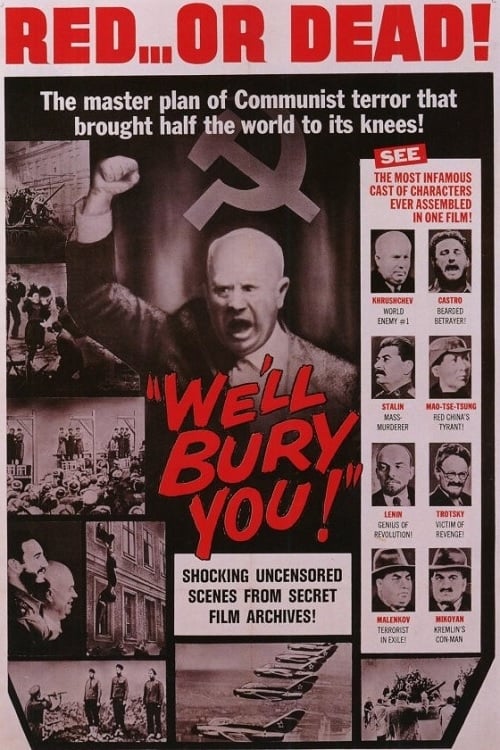 RED...OR DEAD!
The master plan of Communist terror that
brought half the world to its knees!
SEE
THE MOST INFAMOUS
CAST OF CHARACTERS
EVER ASSEMBLED
IN ONE FILM!
KHRUSHCHEV
WORLD
ENEMY #1
CASTRO
BEARDED
BETRAYER!
STALIN
MASS-
MURDERER
MAO-TSE-TSUNG
RED CHINA'S
TYRANT!
LENIN
GENIUS OF
REVOLUTION!
TROTSKY
VICTIM OF
REVENGE!
MALENKOV
TERRORIST
IN EXILE!
MIKOYAN
KREMLIN'S
CON-MAN
"WE'LL
BURY
YOU!"
SHOCKING UNCENSORED
SCENES FROM SECRET
FILM ARCHIVES!